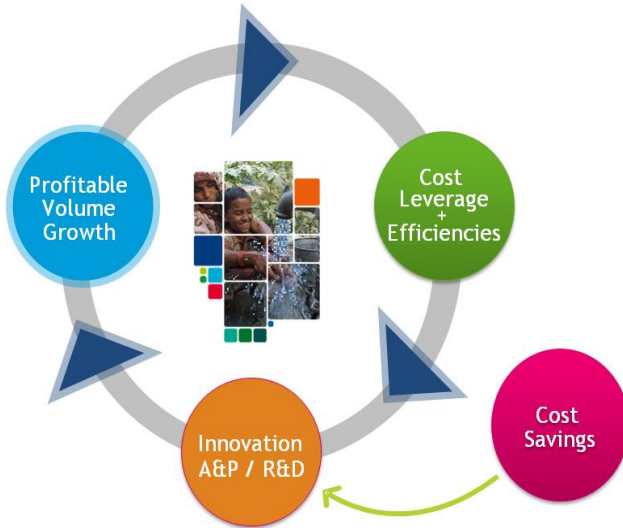 Profitable
Volume
Growth
Cost
Leverage
+
Efficiencies
Innovation
A&P / R&D
Cost
Savings